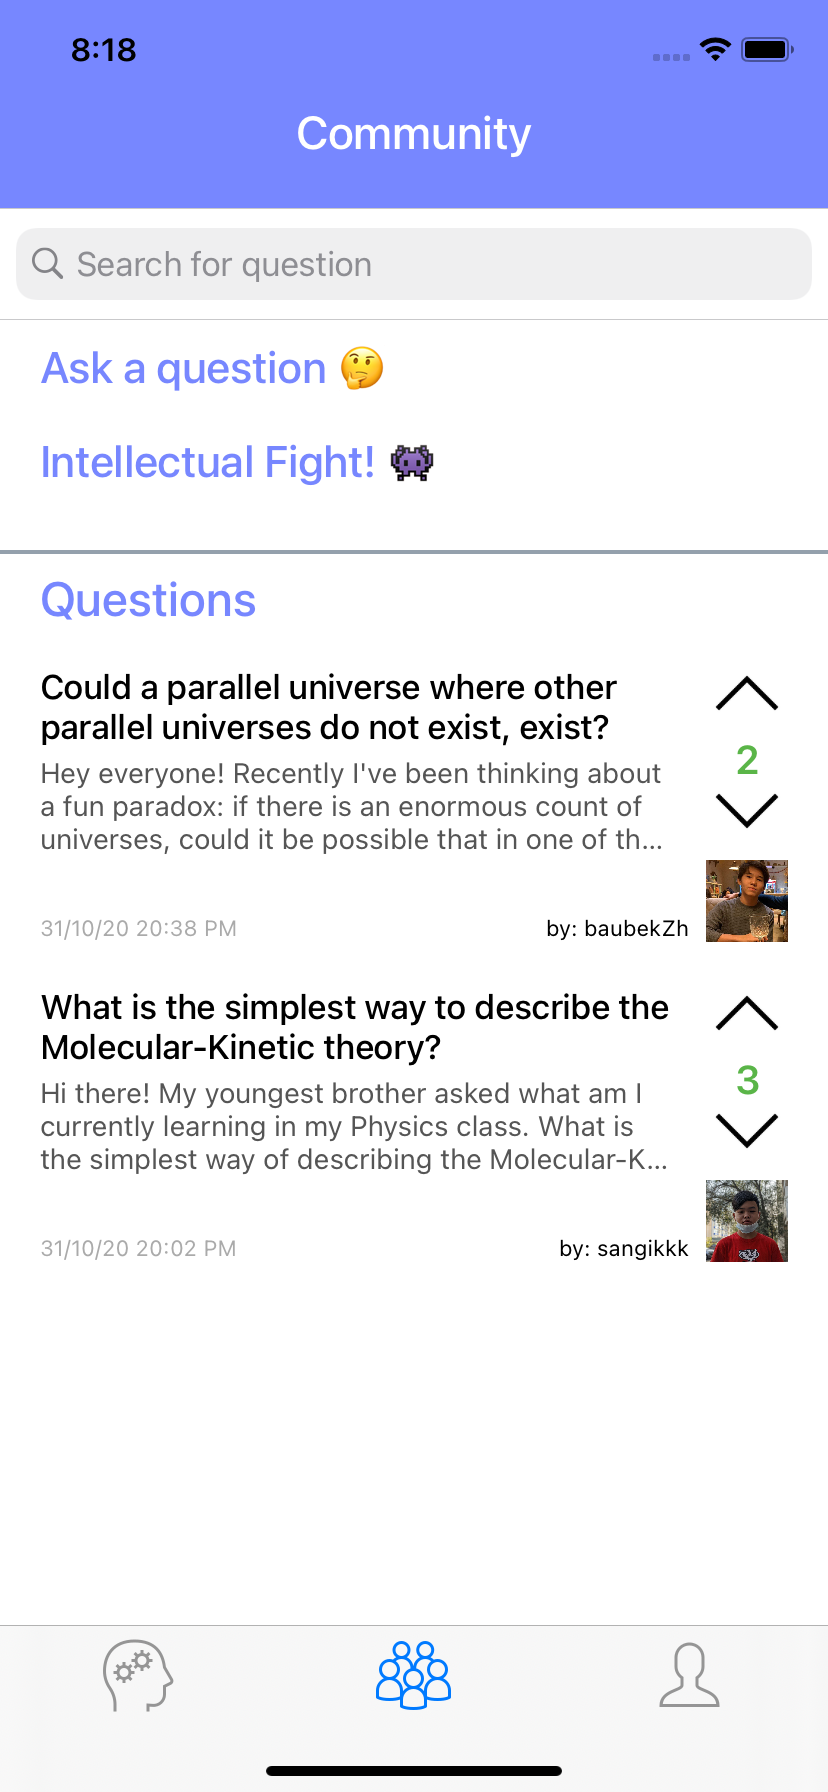 8:18
Community
Search for question
Ask a question 🤔
Intellectual Fight! 👾
Questions
Could a parallel universe where other
parallel universes do not exist, exist?
2
Hey everyone! Recently I've been thinking about
a fun paradox: if there is an enormous count of
universes, could it be possible that in one of th...
31/10/20 20:38 PM
by: baubekZh
What is the simplest way to describe the
Molecular-Kinetic theory?
3
Hi there! My youngest brother asked what am I
currently learning in my Physics class. What is
the simplest way of describing the Molecular-K...
31/10/20 20:02 PM
by: sangikkk